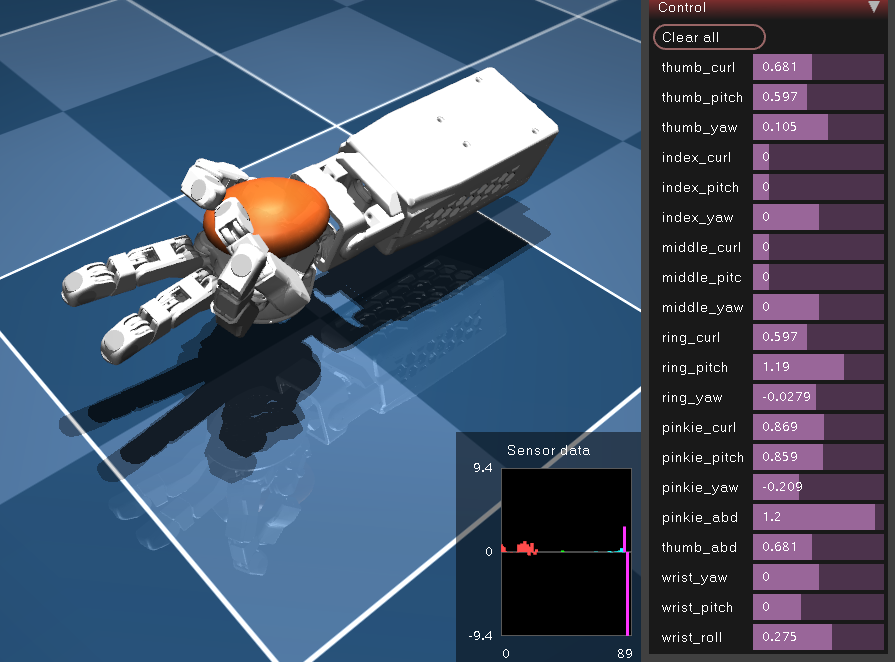 Control
Clear all
thumb_curl 0.681
thumb_pitch 0.597
thumb_yaw 0.105
index_curl 0
index_pitch 0
index_yaw 0
middle_curl 0
middle_pitc 0
middle_yaw 0
ring_curl 0.597
ring_pitch 1.19
ring_yaw -0.0279
pinkie_curl 0.869
pinkie_pitch 0.859
pinkie_yaw -0.209
pinkie_abd 1.2
thumb_abd 0.681
wrist_yaw 0
wrist_pitch 0
wrist_roll 0.275
Sensor data
9.4
0
-9.4
0 89